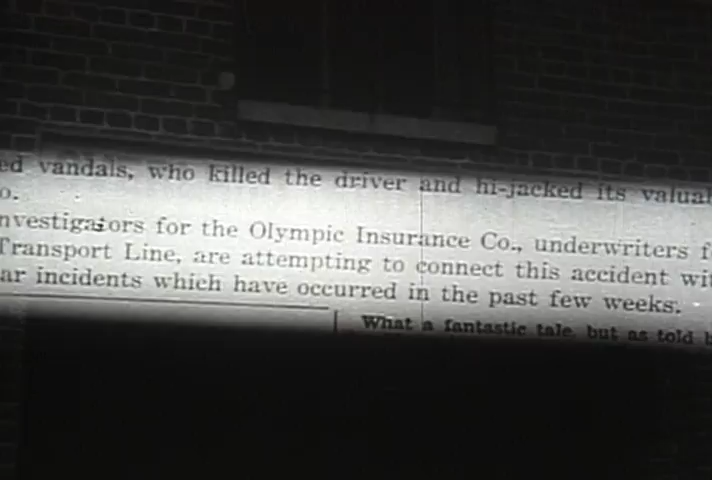 ed vandals, who killed the driver and hi-jacked its valual
o.
nvestigators for the Olympic Insurance Co., underwriters f
Transport Line, are attempting to connect this accident wit
ar incidents which have occurred in the past few weeks.
What a fantastic tale, but as told b